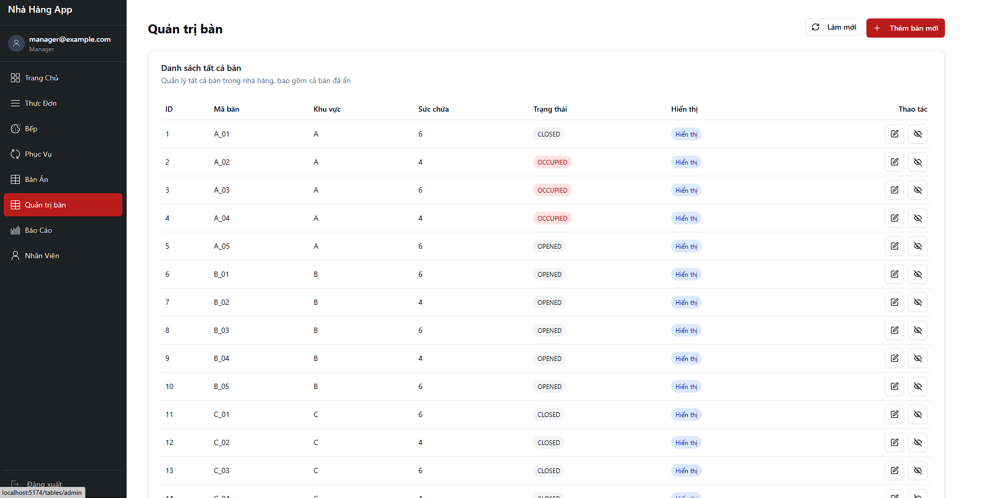 Nhà Hàng App
manager@example.com
Manager
Trang Chủ
Thực Đơn
Bếp
Phục Vụ
Bàn Ăn
Quản trị bàn
Báo Cáo
Nhân Viên
Đăng xuất
localhost:5174/tables/admin
Quản trị bàn
Làm mới
Thêm bàn mới
Danh sách tất cả bàn
Quản lý tất cả bàn trong nhà hàng, bao gồm cả bàn đã ẩn
ID Mã bàn Khu vực Sức chứa Trạng thái Hiển thị Thao tác
1 A_01 A 6 CLOSED Hiển thị
2 A_02 A 4 OCCUPIED Hiển thị
3 A_03 A 6 OCCUPIED Hiển thị
4 A_04 A 4 OCCUPIED Hiển thị
5 A_05 A 6 OPENED Hiển thị
6 B_01 B 6 OPENED Hiển thị
7 B_02 B 4 OPENED Hiển thị
8 B_03 B 6 OPENED Hiển thị
9 B_04 B 4 OPENED Hiển thị
10 B_05 B 6 OPENED Hiển thị
11 C_01 C 6 CLOSED Hiển thị
12 C_02 C 4 CLOSED Hiển thị
13 C_03 C 6 CLOSED Hiển thị
14 C_04 C 4 CLOSED Hiển thị